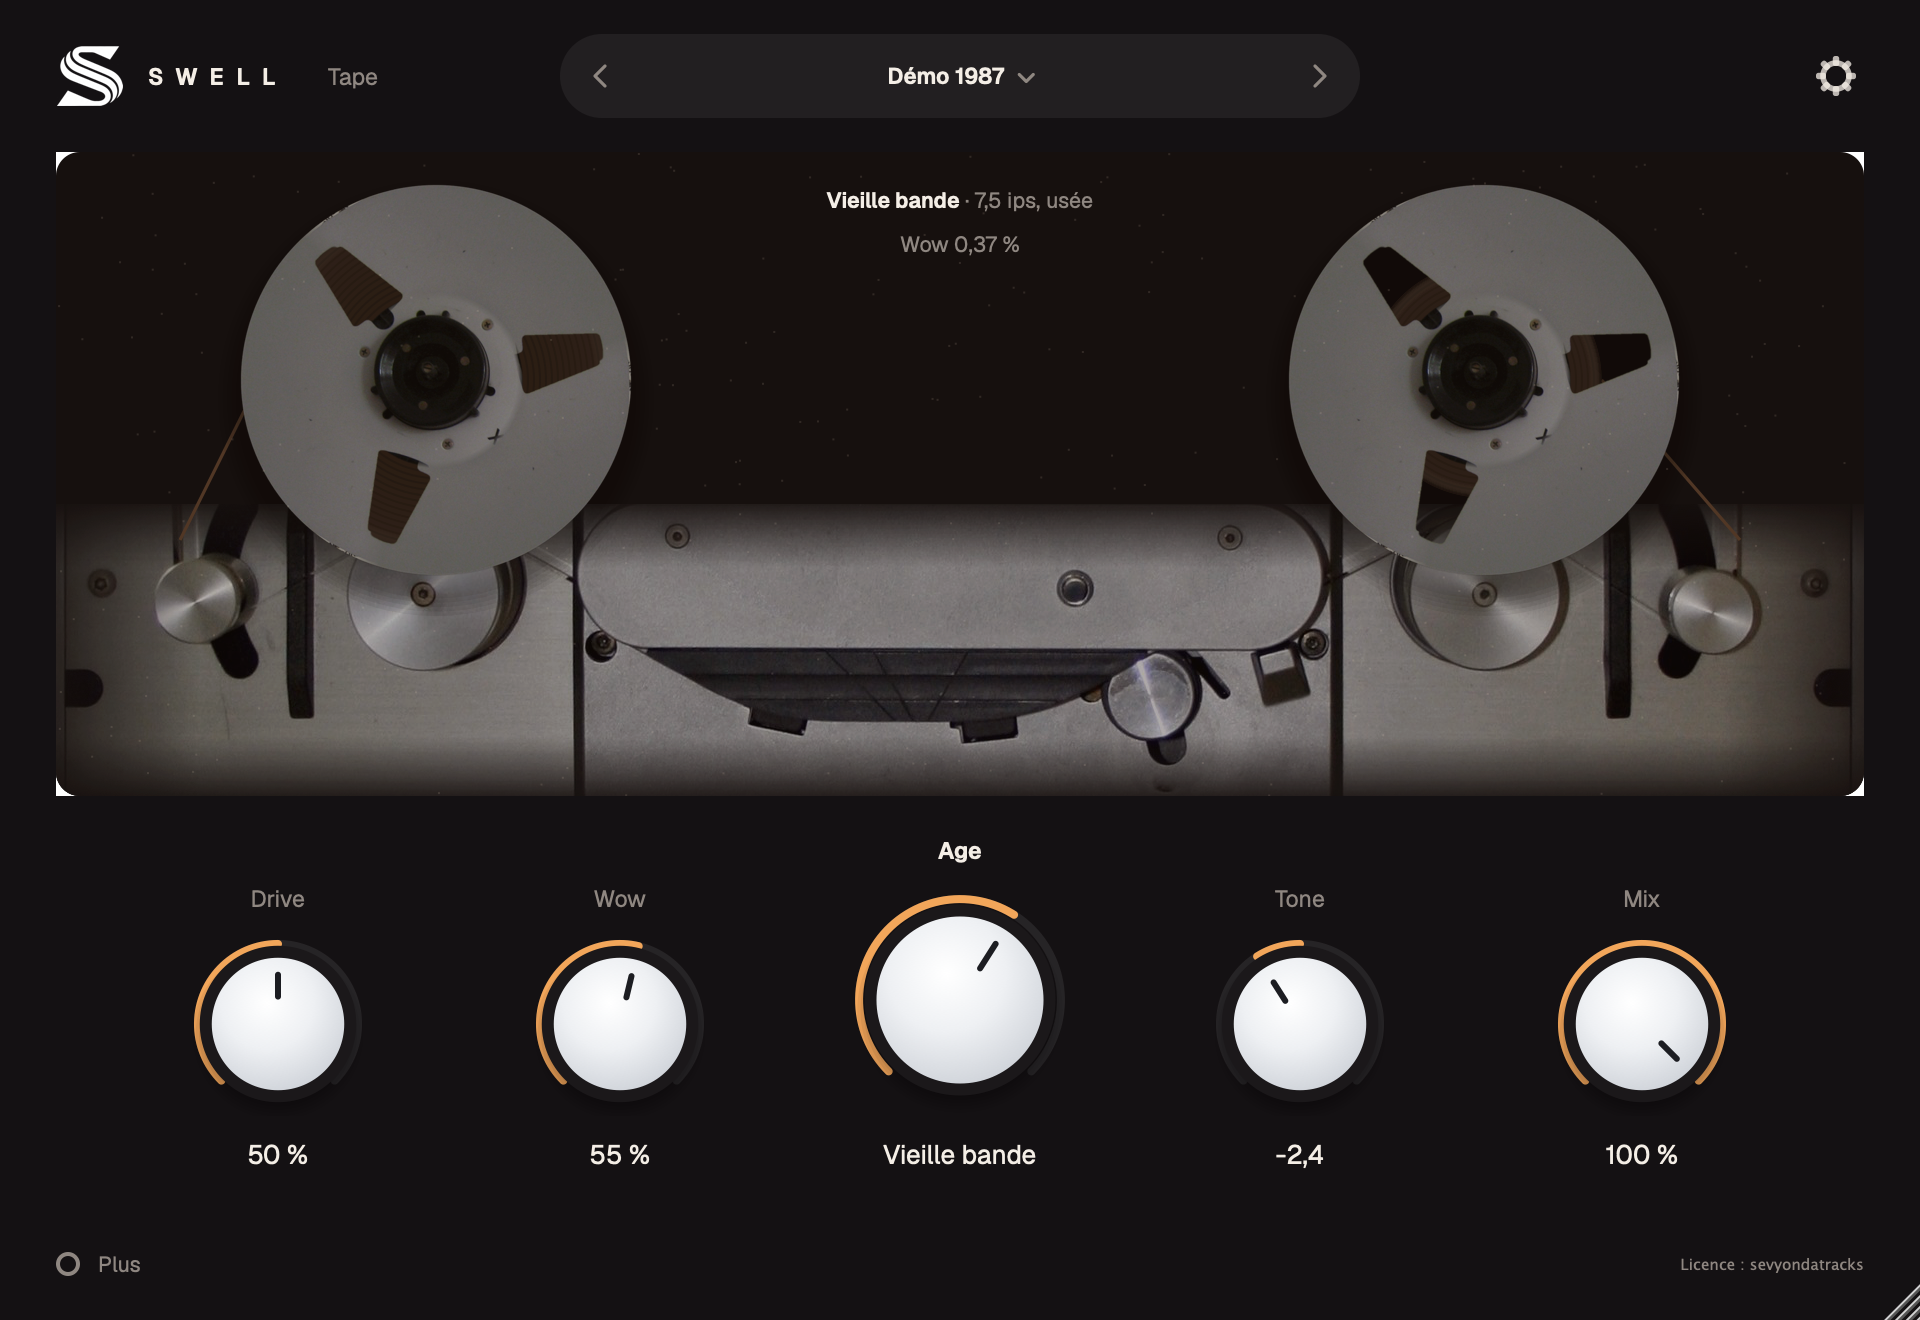 SWELL Tape
Démo 1987
Vieille bande · 7,5 ips, usée
Wow 0,37 %
Age
Drive Wow Tone Mix
50 % 55 % Vieille bande -2,4 100 %
Plus
Licence : sevyondatracks